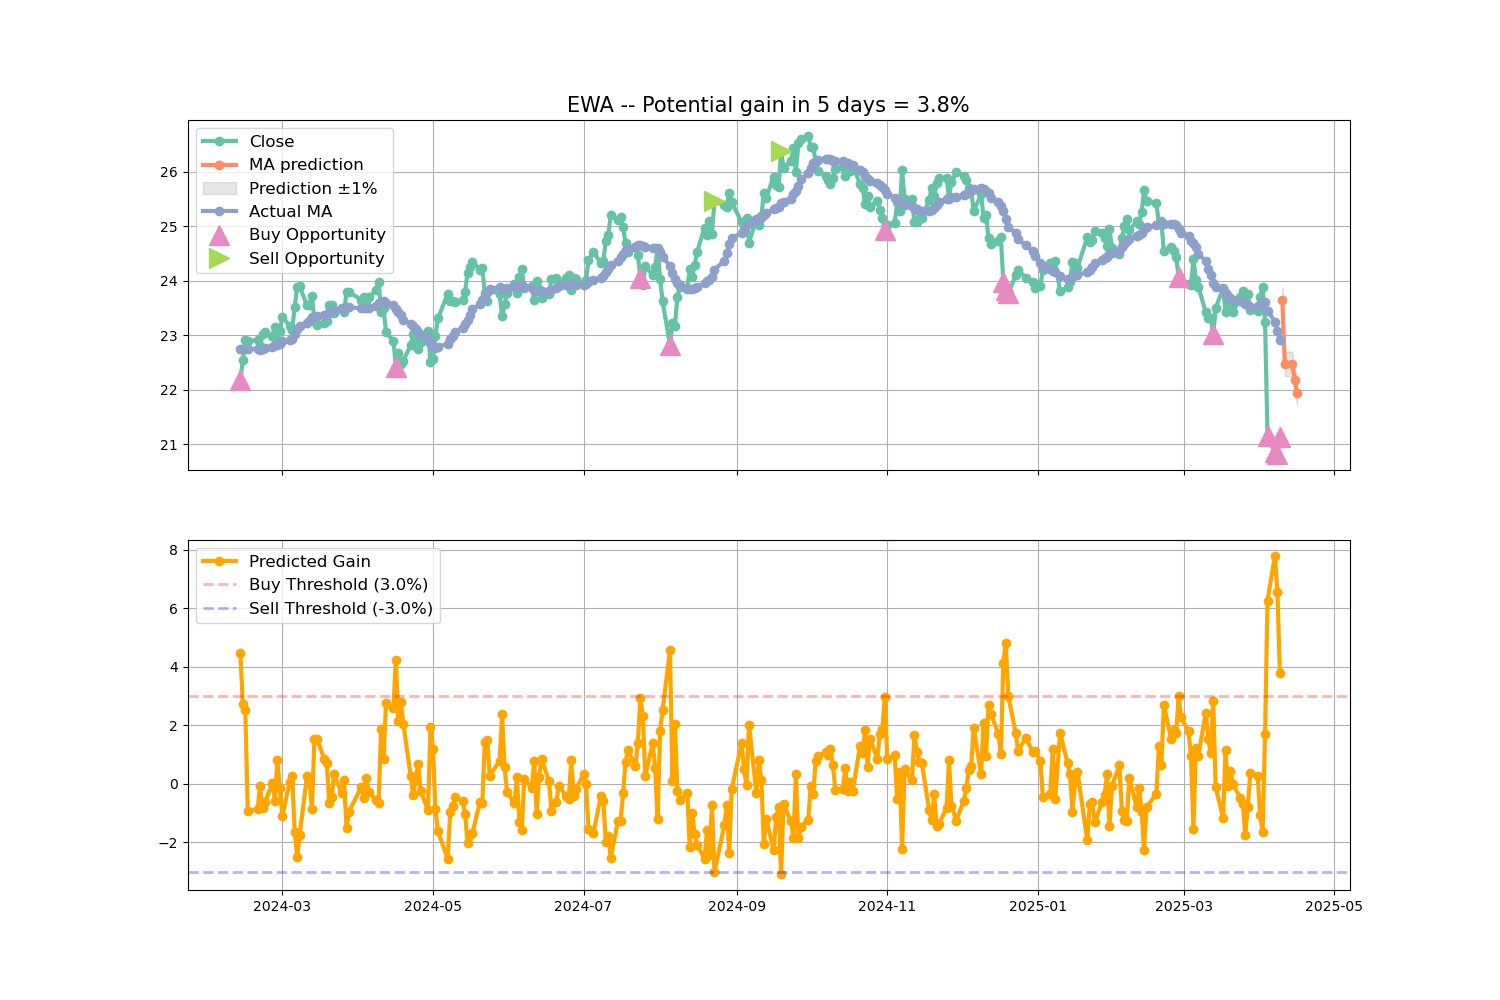 EWA -- Potential gain in 5 days = 3.8%
Close
MA prediction
Prediction ±1%
Actual MA
Buy Opportunity
Sell Opportunity
26
25
24
23
22
21
Predicted Gain
Buy Threshold (3.0%)
Sell Threshold (-3.0%)
8
6
4
2
0
−2
2024-03 2024-05 2024-07 2024-09 2024-11 2025-01 2025-03 2025-05